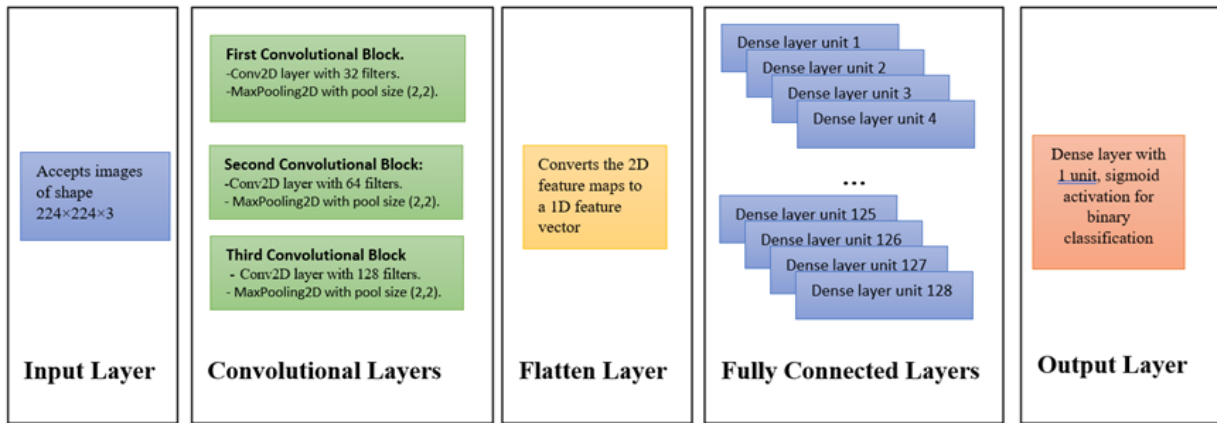 Accepts images
of shape
224×224×3
Input Layer
First Convolutional Block.
-Conv2D layer with 32 filters.
-MaxPooling2D with pool size (2,2).
Second Convolutional Block:
-Conv2D layer with 64 filters.
- MaxPooling2D with pool size (2,2).
Third Convolutional Block
- Conv2D layer with 128 filters.
- MaxPooling2D with pool size (2,2).
Convolutional Layers
Converts the 2D
feature maps to
a 1D feature
vector
Flatten Layer
Dense layer unit 1
Dense layer unit 2
Dense layer unit 3
Dense layer unit 4
...
Dense layer unit 125
Dense layer unit 126
Dense layer unit 127
Dense layer unit 128
Fully Connected Layers
Dense layer with
1 unit, sigmoid
activation for
binary
classification
Output Layer